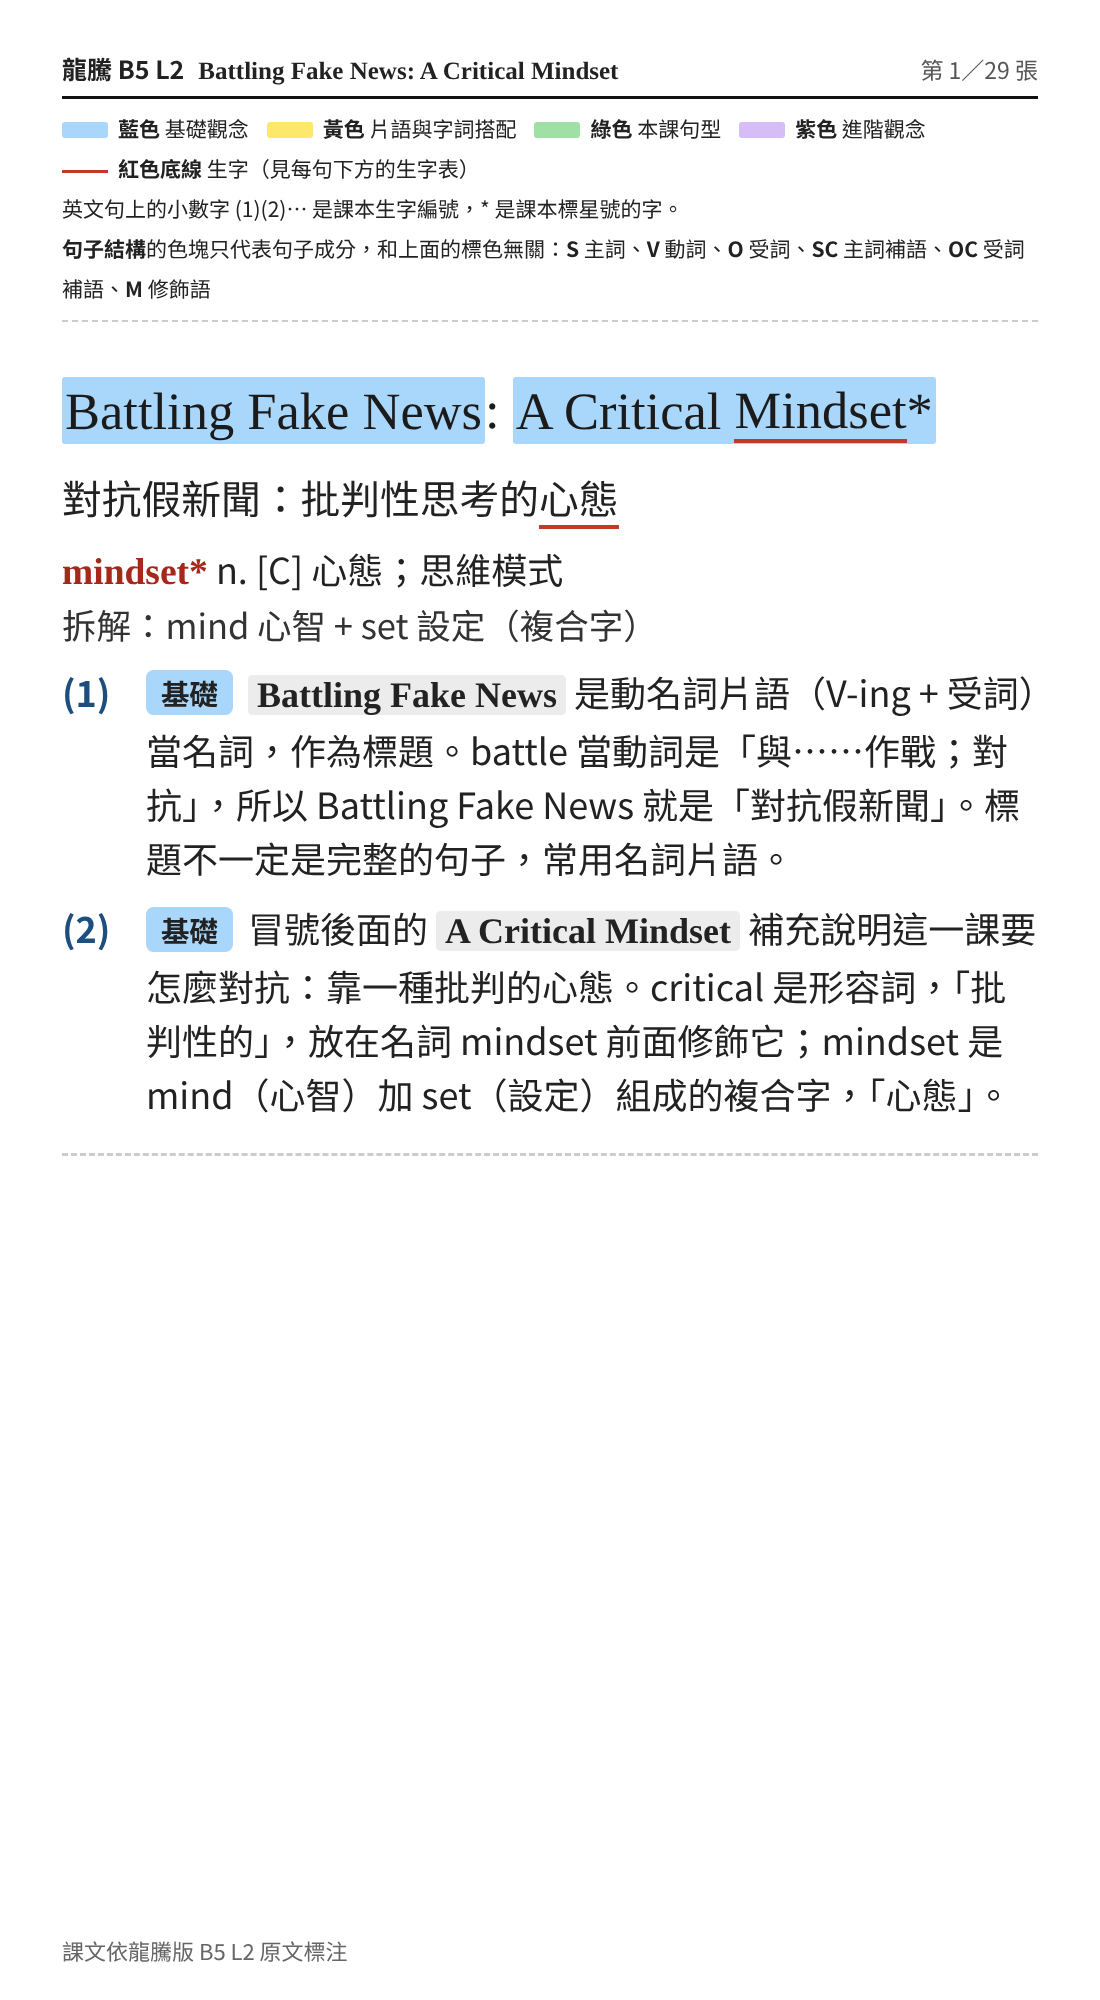 龍騰 B5 L2 Battling Fake News: A Critical Mindset 第 1／29 張
藍色 基礎觀念 黃色 片語與字詞搭配 綠色 本課句型 紫色 進階觀念
紅色底線 生字（見每句下方的生字表）
英文句上的小數字 (1)(2)… 是課本生字編號，* 是課本標星號的字。
句子結構的色塊只代表句子成分，和上面的標色無關：S 主詞、V 動詞、O 受詞、SC 主詞補語、OC 受詞
補語、M 修飾語
Battling Fake News: A Critical Mindset*
對抗假新聞：批判性思考的心態
mindset* n. [C] 心態；思維模式
拆解：mind 心智 + set 設定（複合字）
(1) 基礎 Battling Fake News 是動名詞片語（V-ing + 受詞）
當名詞，作為標題。battle 當動詞是「與……作戰；對
抗」，所以 Battling Fake News 就是「對抗假新聞」。標
題不一定是完整的句子，常用名詞片語。
(2) 基礎 冒號後面的 A Critical Mindset 補充說明這一課要
怎麼對抗：靠一種批判的心態。critical 是形容詞，「批
判性的」，放在名詞 mindset 前面修飾它；mindset 是
mind（心智）加 set（設定）組成的複合字，「心態」。
課文依龍騰版 B5 L2 原文標注